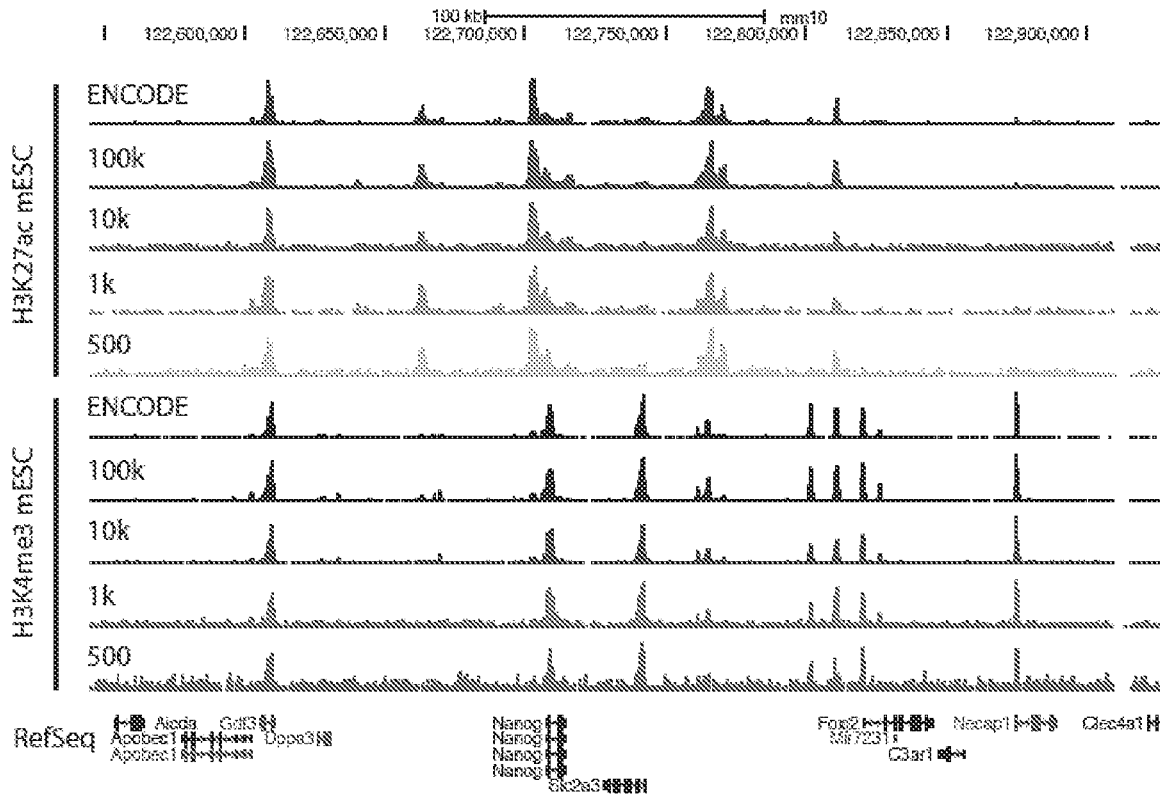 100 kb mm10
122,600,000 122,650,000 122,700,000 122,750,000 122,800,000 122,850,000 122,900,000
H3K27ac mESC
ENCODE
100k
10k
1k
500
H3K4me3 mESC
ENCODE
100k
10k
1k
500
RefSeq
Aicda Gdf3 Nanog Foxj2 Necap1 Clec4a1
Apobec1 Dppa3 Nanog Mir7231
Apobec1 Nanog C3ar1
Nanog
Slc2a3